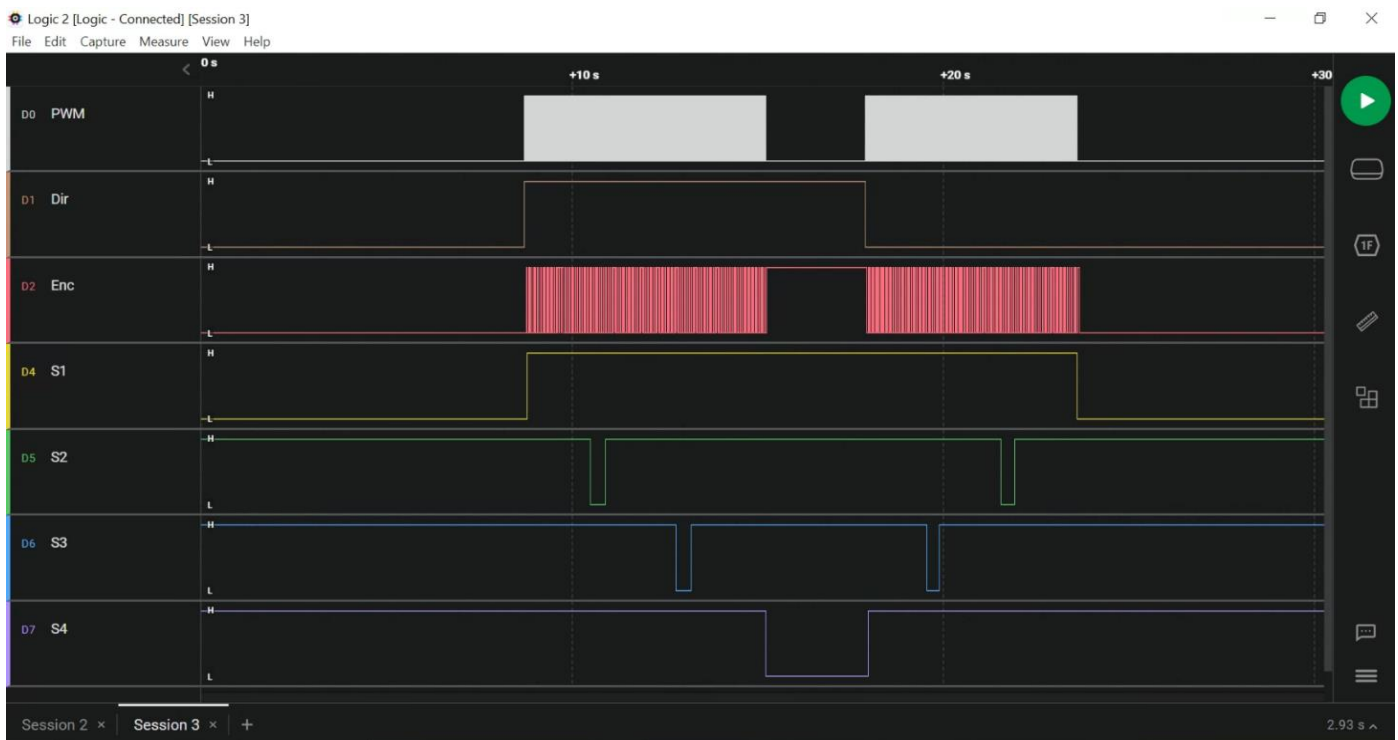 Logic 2 [Logic - Connected] [Session 3]
File Edit Capture Measure View Help
0 s
+10 s
+20 s
+30
D0 PWM
H
L
D1 Dir
H
L
D2 Enc
H
L
D4 S1
H
L
D5 S2
H
L
D6 S3
H
L
D7 S4
H
L
1F
Session 2
Session 3
2.93 s